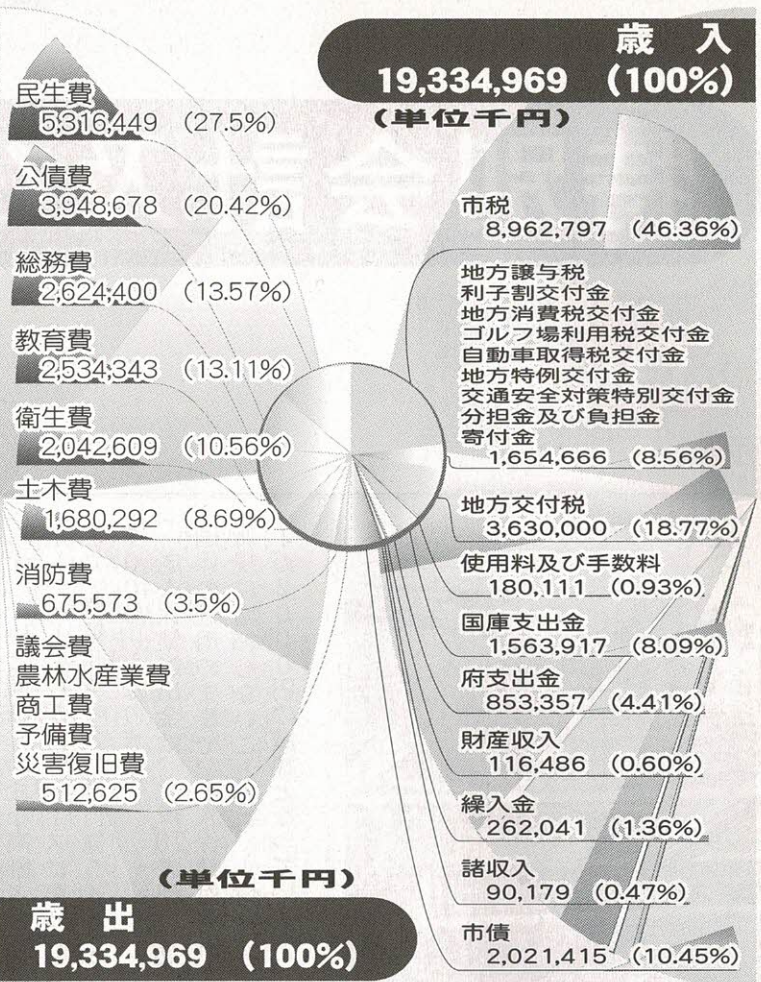 歳入
19,334,969 (100%)
(単位千円)
市税
8,962,797 (46.36%)
地方譲与税
利子割交付金
地方消費税交付金
ゴルフ場利用税交付金
自動車取得税交付金
地方特例交付金
交通安全対策特別交付金
分担金及び負担金
寄付金
1,654,666 (8.56%)
地方交付税
3,630,000 (18.77%)
使用料及び手数料
180,111 (0.93%)
国庫支出金
1,563,917 (8.09%)
府支出金
853,357 (4.41%)
財産収入
116,486 (0.60%)
繰入金
262,041 (1.36%)
諸収入
90,179 (0.47%)
市債
2,021,415 (10.45%)
民生費
5,316,449 (27.5%)
公債費
3,948,678 (20.42%)
総務費
2,624,400 (13.57%)
教育費
2,534,343 (13.11%)
衛生費
2,042,609 (10.56%)
土木費
1,680,292 (8.69%)
消防費
675,573 (3.5%)
議会費
農林水産業費
商工費
予備費
災害復旧費
512,625 (2.65%)
(単位千円)
歳出
19,334,969 (100%)